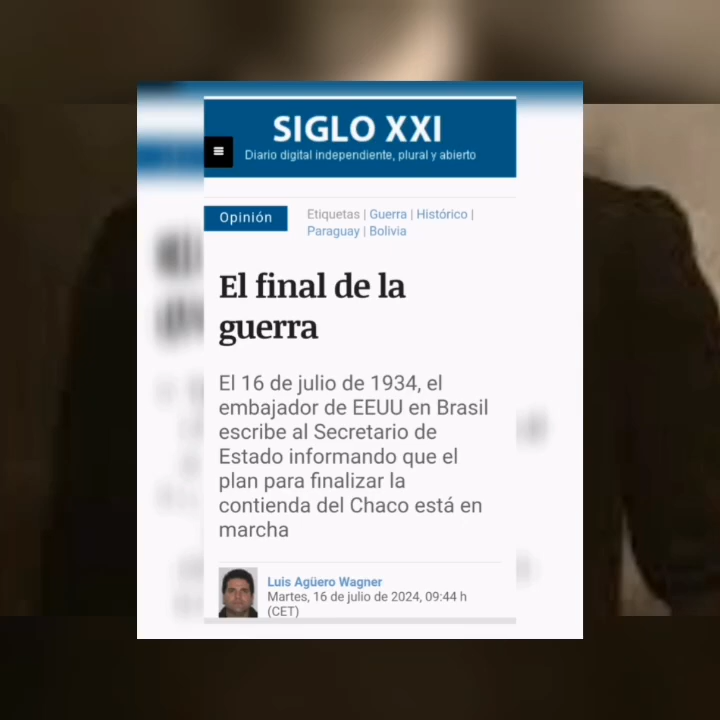 SIGLO XXI
Diario digital independiente, plural y abierto
Opinión
Etiquetas | Guerra | Histórico |
Paraguay | Bolivia
El final de la
guerra
El 16 de julio de 1934, el
embajador de EEUU en Brasil
escribe al Secretario de
Estado informando que el
plan para finalizar la
contienda del Chaco está en
marcha
Luis Agüero Wagner
Martes, 16 de julio de 2024, 09:44 h
(CET)